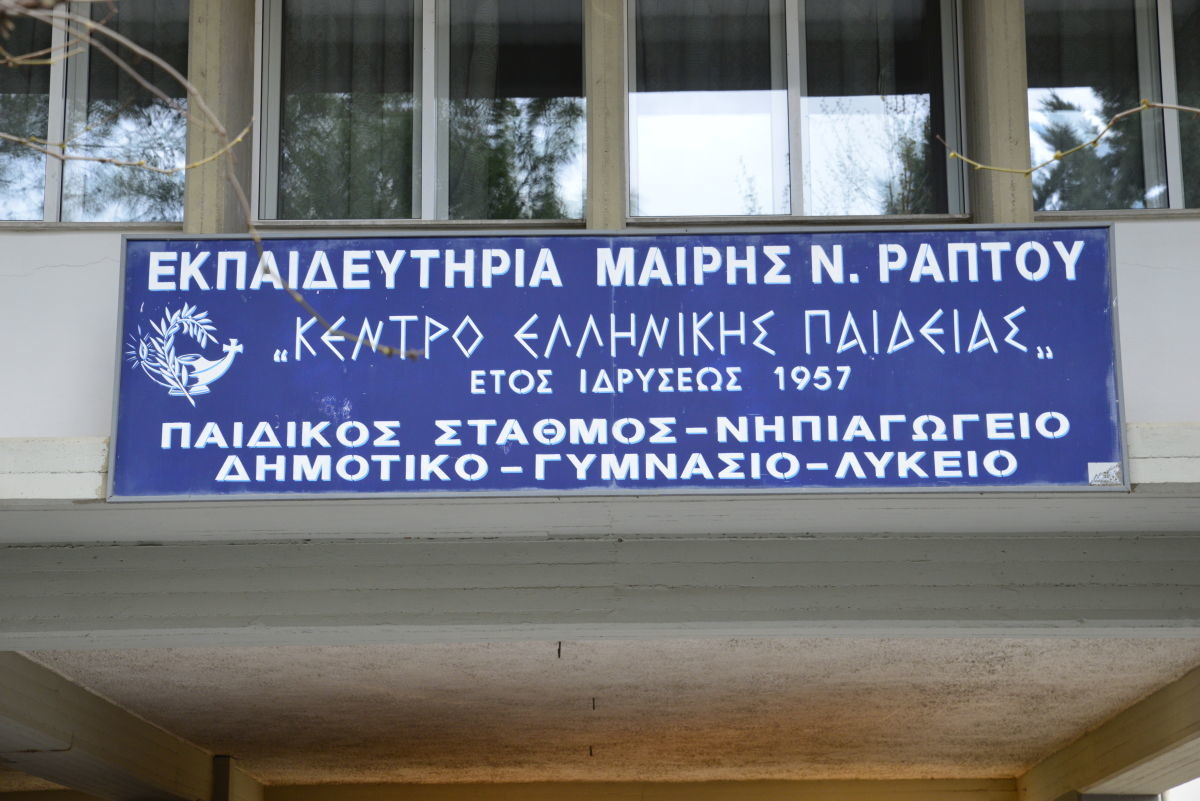 ΕΚΠΑΙΔΕΥΤΗΡΙΑ ΜΑΙΡΗΣ Ν. ΡΑΠΤΟΥ
„ΚΕΝΤΡΟ ΕΛΛΗΝΙΚΗΣ ΠΑΙΔΕΙΑΣ„
ΕΤΟΣ ΙΔΡΥΣΕΩΣ 1957
ΠΑΙΔΙΚΟΣ ΣΤΑΘΜΟΣ-ΝΗΠΙΑΓΩΓΕΙΟ
ΔΗΜΟΤΙΚΟ-ΓΥΜΝΑΣΙΟ-ΛΥΚΕΙΟ